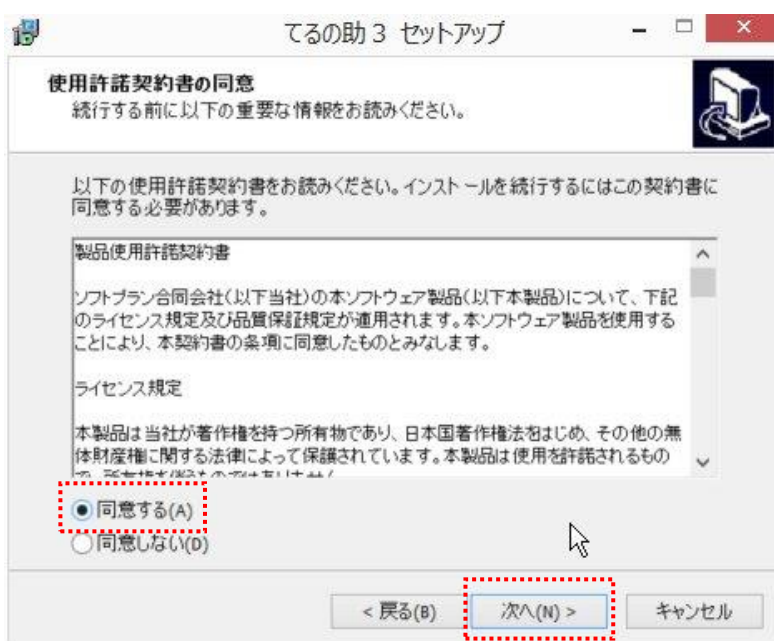 てるの助３ セットアップ
使用許諾契約書の同意
続行する前に以下の重要な情報をお読みください。
以下の使用許諾契約書をお読みください。インストールを続行するにはこの契約書に
同意する必要があります。
製品使用許諾契約書
ソフトプラン合同会社(以下当社)の本ソフトウェア製品(以下本製品)について、下記
のライセンス規定及び品質保証規定が適用されます。本ソフトウェア製品を使用する
ことにより、本契約書の条項に同意したものとみなします。
ライセンス規定
本製品は当社が著作権を持つ所有物であり、日本国著作権法をはじめ、その他の無
体財産権に関する法律によって保護されています。本製品は使用を許諾されるもの
同意する(A)
同意しない(D)
< 戻る(B) 次へ(N) > キャンセル